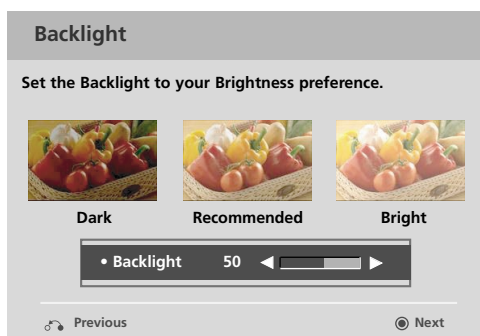 Backlight
Set the Backlight to your Brightness preference.
Dark Recommended Bright
• Backlight 50
Previous Next